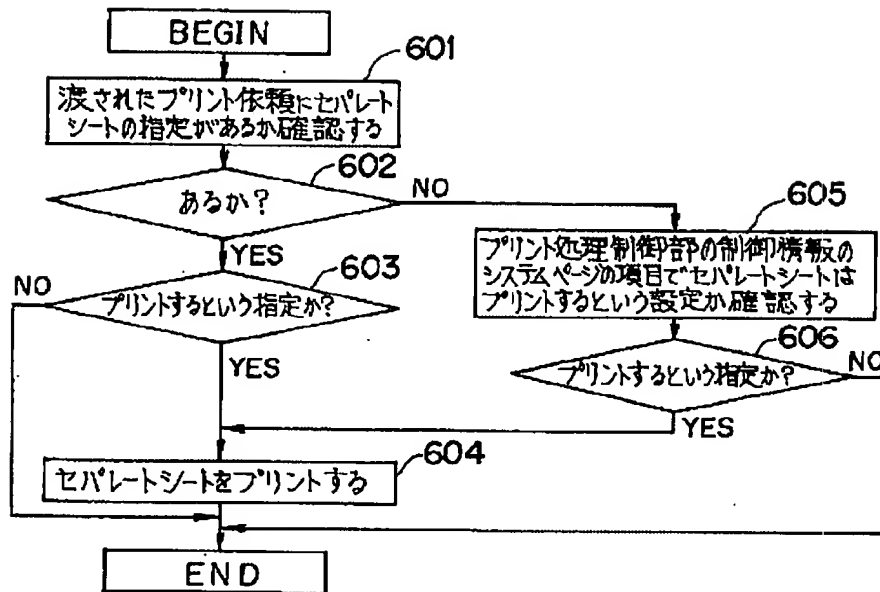 BEGIN
601
渡されたプリント依頼にセパレート
シートの指定があるか確認する
602
あるか?
NO
YES
605
プリント処理制御部の制御情報の
システムページの項目でセパレートシートは
プリントするという設定か確認する
603
NO
プリントするという指定か?
YES
606
プリントするという指定か?
NO
YES
604
セパレートシートをプリントする
END